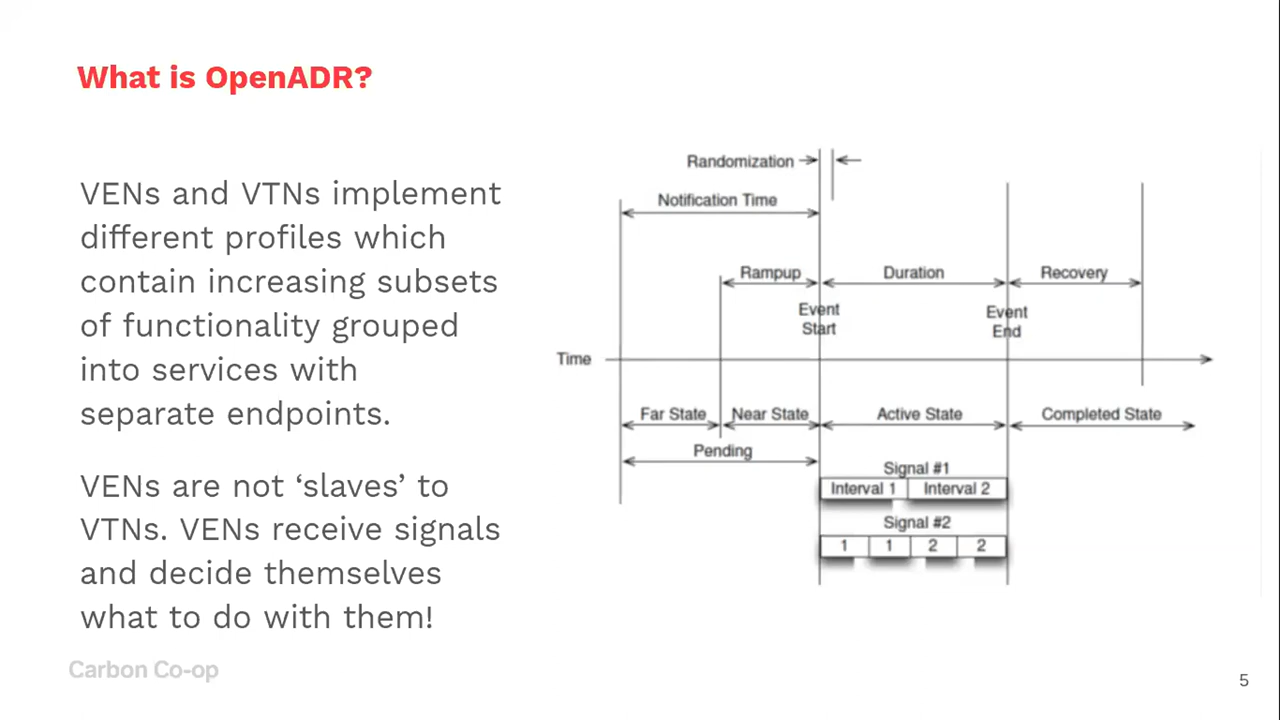 What is OpenADR?
VENs and VTNs implement
different profiles which
contain increasing subsets
of functionality grouped
into services with
separate endpoints.
VENs are not ‘slaves’ to
VTNs. VENs receive signals
and decide themselves
what to do with them!
Randomization
Notification Time
Rampup
Duration
Recovery
Event
Start
Event
End
Time
Far State
Near State
Active State
Completed State
Pending
Signal #1
Interval 1
Interval 2
Signal #2
1
1
2
2
Carbon Co-op
5